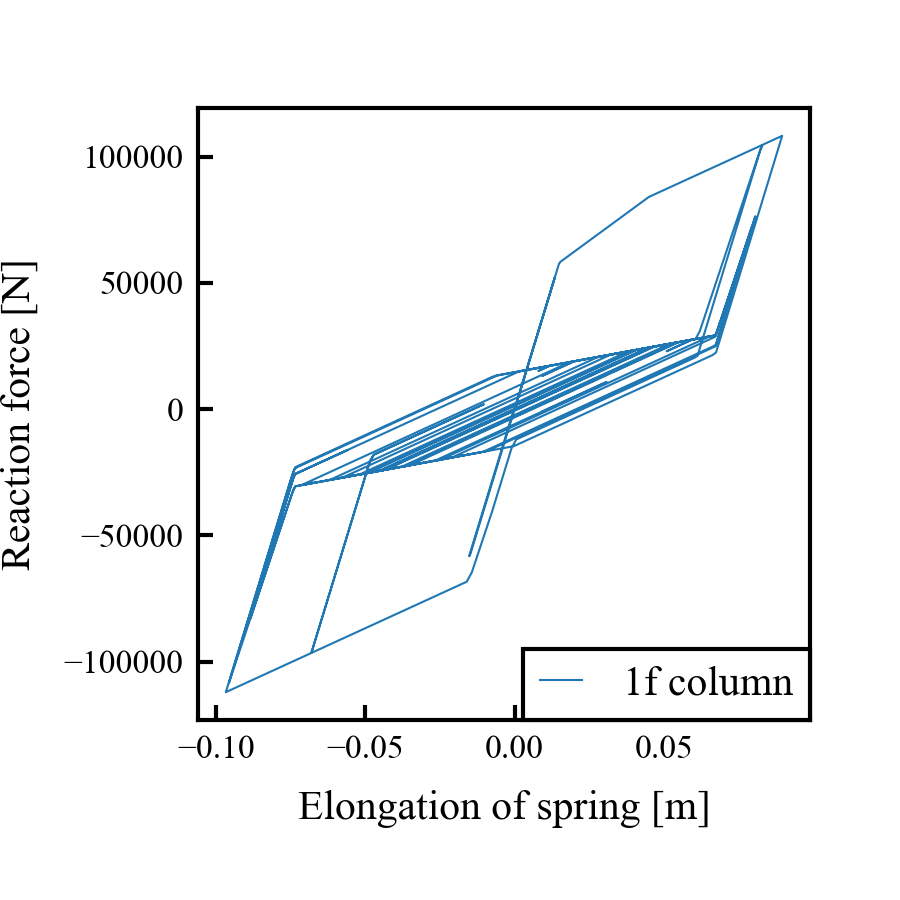 100000
50000
0
−50000
−100000
Reaction force [N]
1f column
−0.10 −0.05 0.00 0.05
Elongation of spring [m]